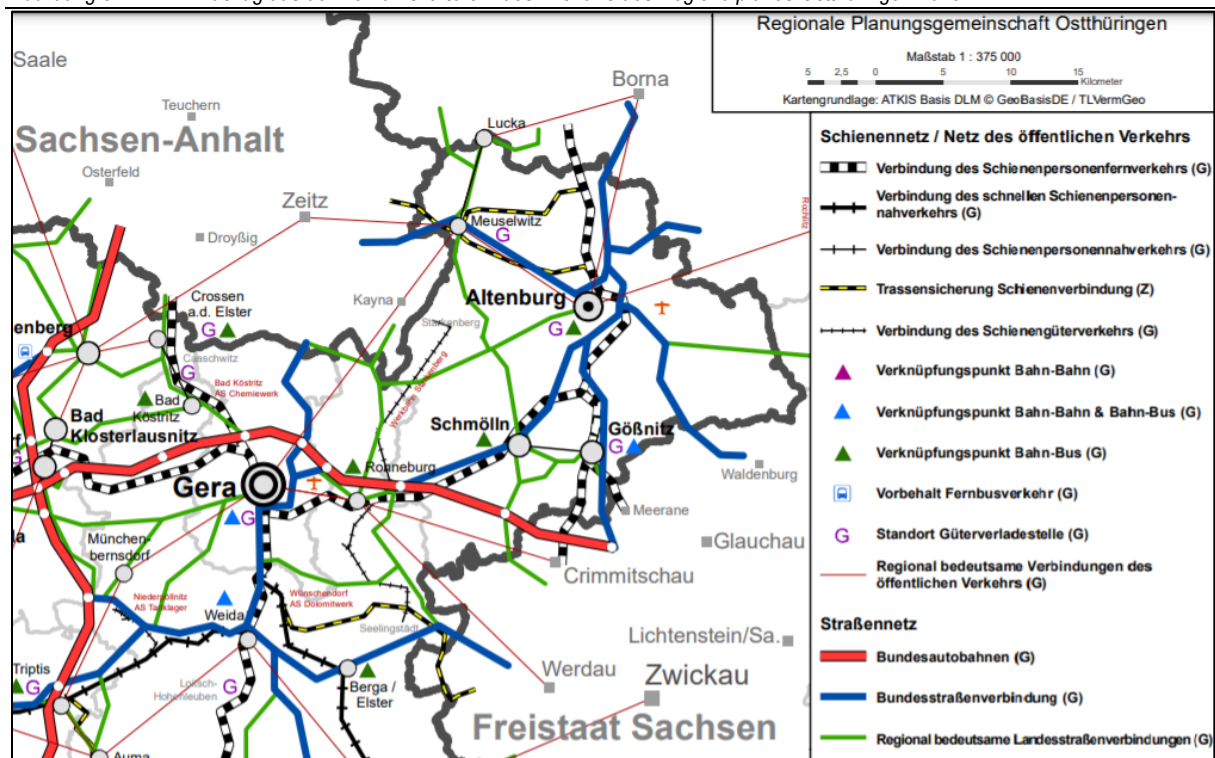 Regionale Planungsgemeinschaft Ostthüringen
Maßstab 1 : 375 000
5 2,5 0 5 10 15
Kilometer
Kartengrundlage: ATKIS Basis DLM © GeoBasisDE / TLVermGeo
Saale
Teuchern
Sachsen-Anhalt
Osterfeld
Zeitz
Droyßig
Borna
Lucka
Meuselwitz
G
Rochlitz
Kayna
Altenburg
G
Starkenberg
Crossen
a.d. Elster
G
enberg
Caaschwitz
G
Bad Köstritz
AS Chemiewerk
Bad
Köstritz
Bad
Klosterlausnitz
G
Schmölln
Gößnitz
G
Ronneburg
Waldenburg
Meerane
Gera
G
Glauchau
Crimmitschau
München-
bernsdorf
Niederpöllnitz
AS Tanklager
Wünschendorf
AS Dolomitwerk
Weida
Seelingstädt
Lichtenstein/Sa.
Werdau
Zwickau
Triptis
G
Loitsch-
Hohenleuben
G
Berga /
Elster
Freistaat Sachsen
Auma
Schienennetz / Netz des öffentlichen Verkehrs
Verbindung des Schienenpersonenfernverkehrs (G)
Verbindung des schnellen Schienenpersonen-
nahverkehrs (G)
Verbindung des Schienenpersonennahverkehrs (G)
Trassensicherung Schienenverbindung (Z)
Verbindung des Schienengüterverkehrs (G)
Verknüpfungspunkt Bahn-Bahn (G)
Verknüpfungspunkt Bahn-Bahn & Bahn-Bus (G)
Verknüpfungspunkt Bahn-Bus (G)
Vorbehalt Fernbusverkehr (G)
G Standort Güterverladestelle (G)
Regional bedeutsame Verbindungen des
öffentlichen Verkehrs (G)
Straßennetz
Bundesautobahnen (G)
Bundesstraßenverbindung (G)
Regional bedeutsame Landesstraßenverbindungen (G)